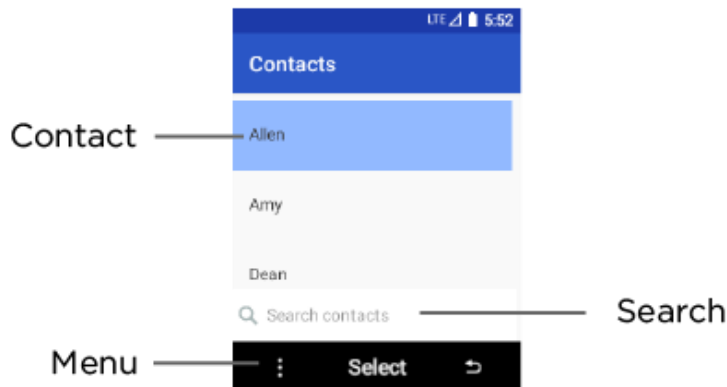 LTE 5:52
Contacts
Contact
Allen
Amy
Dean
Search contacts
Search
Menu
Select